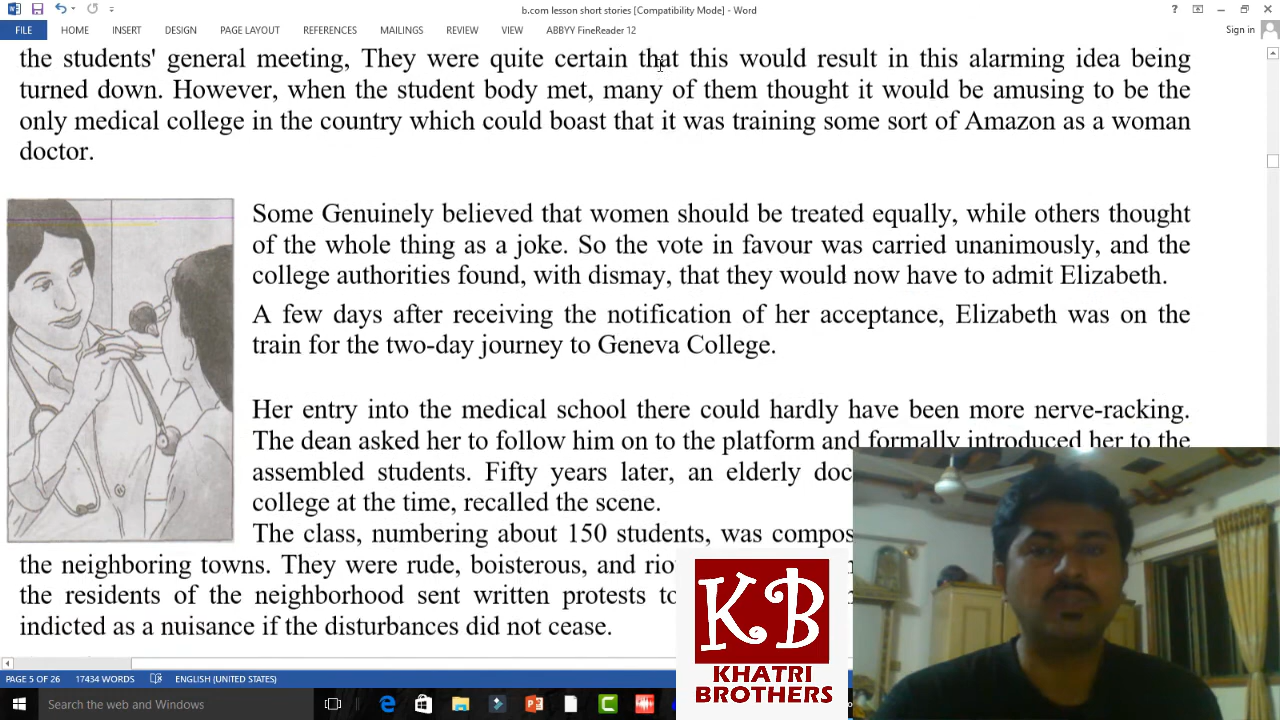 b.com lesson short stories [Compatibility Mode] - Word
FILE HOME INSERT DESIGN PAGE LAYOUT REFERENCES MAILINGS REVIEW VIEW ABBYY FineReader 12 Sign in
the students' general meeting, They were quite certain that this would result in this alarming idea being
turned down. However, when the student body met, many of them thought it would be amusing to be the
only medical college in the country which could boast that it was training some sort of Amazon as a woman
doctor.
Some Genuinely believed that women should be treated equally, while others thought
of the whole thing as a joke. So the vote in favour was carried unanimously, and the
college authorities found, with dismay, that they would now have to admit Elizabeth.
A few days after receiving the notification of her acceptance, Elizabeth was on the
train for the two-day journey to Geneva College.
Her entry into the medical school there could hardly have been more nerve-racking.
The dean asked her to follow him on to the platform and formally introduced her to the
assembled students. Fifty years later, an elderly
college at the time, recalled the scene.
The class, numbering about 150 students, was
the neighboring towns. They were rude, boisterous, and
the residents of the neighborhood sent written protests
indicted as a nuisance if the disturbances did not cease.
KB
KHATRI
BROTHERS
PAGE 5 OF 26 17434 WORDS ENGLISH (UNITED STATES)
Search the web and Windows